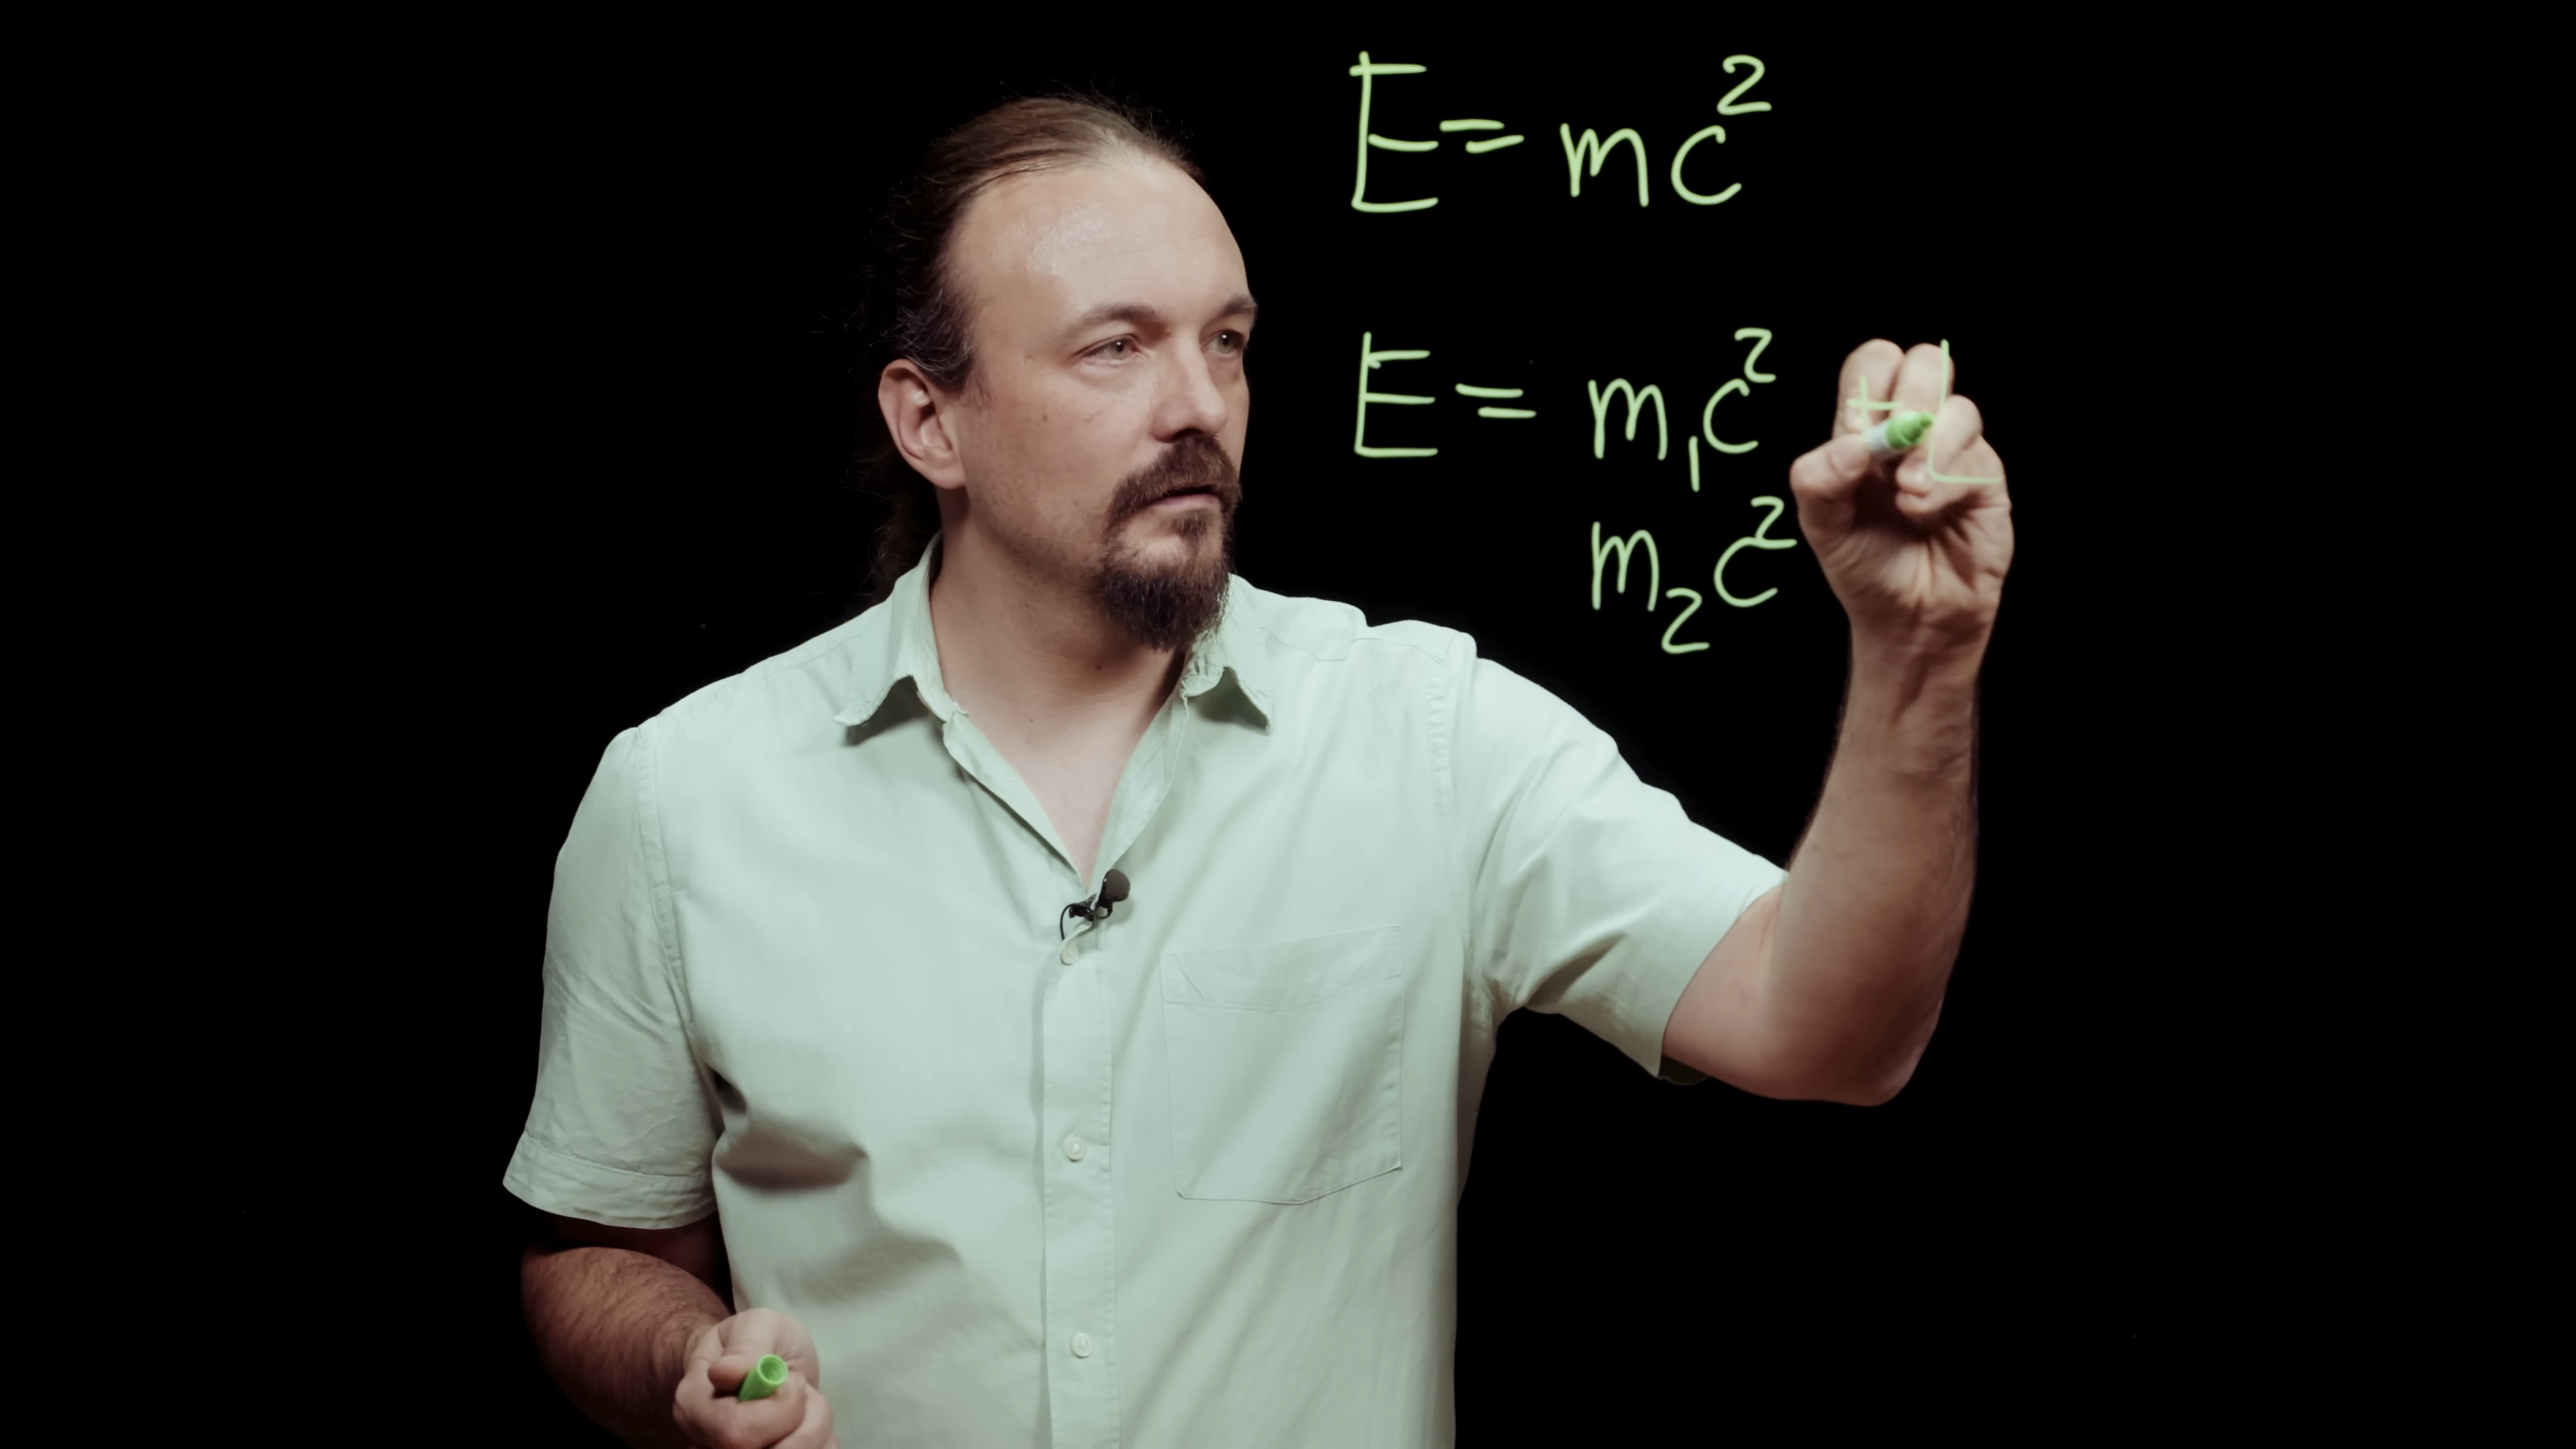 E = mc²
E = m₁c² + E
m₂c²